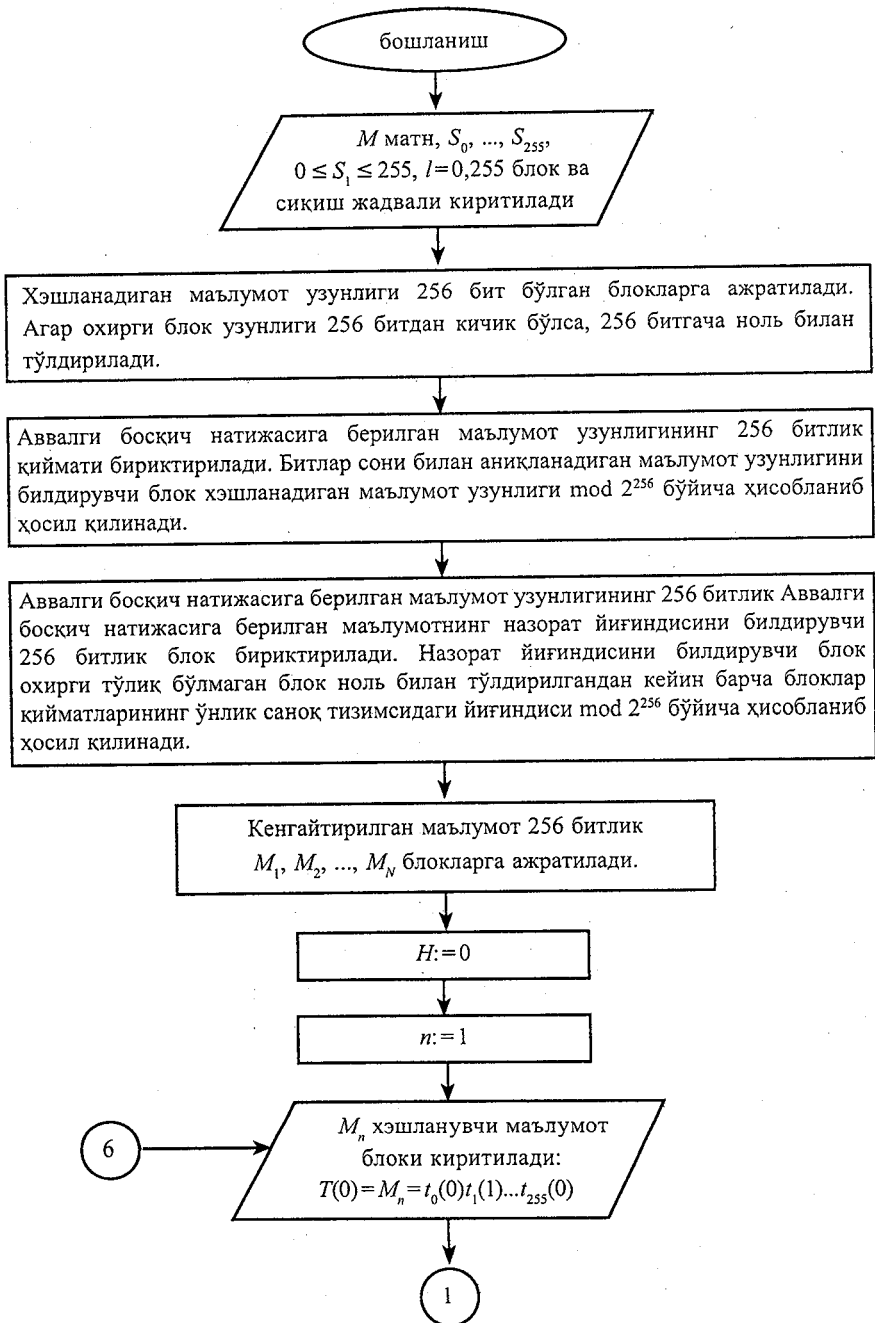 бошланиш
M матн, S₀, ..., S₂₅₅,
0 ≤ S₁ ≤ 255, l=0,255 блок ва
сиқиш жадвали киритилади
Хэшланадиган маълумот узунлиги 256 бит бўлган блокларга ажратилади.
Агар охирги блок узунлиги 256 битдан кичик бўлса, 256 битгача ноль билан
тўлдирилади.
Аввалги босқич натижасига берилган маълумот узунлигининг 256 битлик
қиймати бириктирилади. Битлар сони билан аниқланадиган маълумот узунлигини
билдирувчи блок хэшланадиган маълумот узунлиги mod 2²⁵⁶ бўйича ҳисобланиб
ҳосил қилинади.
Аввалги босқич натижасига берилган маълумот узунлигининг 256 битлик Аввалги
босқич натижасига берилган маълумотнинг назорат йиғиндисини билдирувчи
256 битлик блок бириктирилади. Назорат йиғиндисини билдирувчи блок
охирги тўлиқ бўлмаган блок ноль билан тўлдирилгандан кейин барча блоклар
қийматларининг ўнлик саноқ тизимсидаги йиғиндиси mod 2²⁵⁶ бўйича ҳисобланиб
ҳосил қилинади.
Кенгайтирилган маълумот 256 битлик
M₁, M₂, ..., M_N блокларга ажратилади.
H:=0
n:=1
6
Mₙ хэшланувчи маълумот
блоки киритилади:
T(0)=Mₙ=t₀(0)t₁(1)...t₂₅₅(0)
1